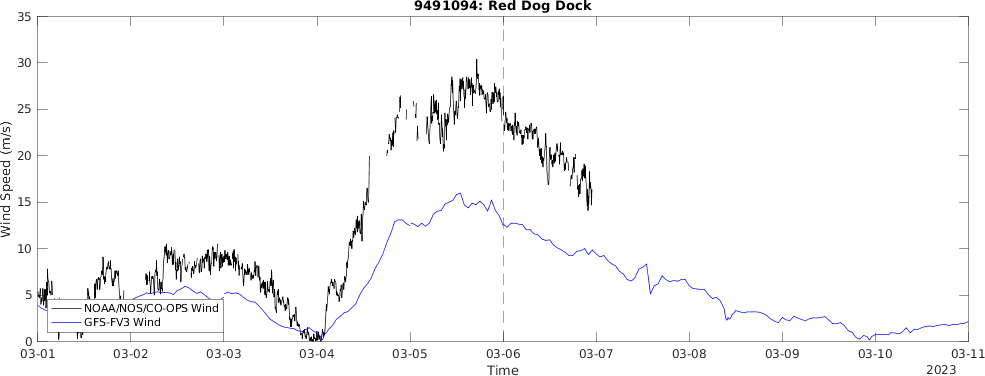 9491094: Red Dog Dock
Wind Speed (m/s)
35
30
25
20
15
10
5
0
NOAA/NOS/CO-OPS Wind
GFS-FV3 Wind
03-01 03-02 03-03 03-04 03-05 03-06 03-07 03-08 03-09 03-10 03-11
Time
2023